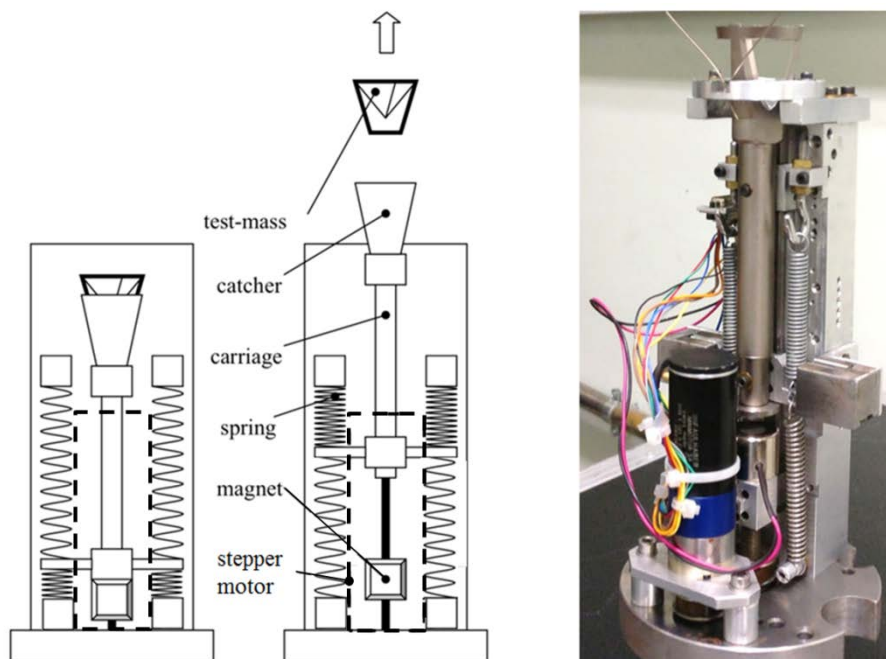 test-mass
catcher
carriage
spring
magnet
stepper
motor